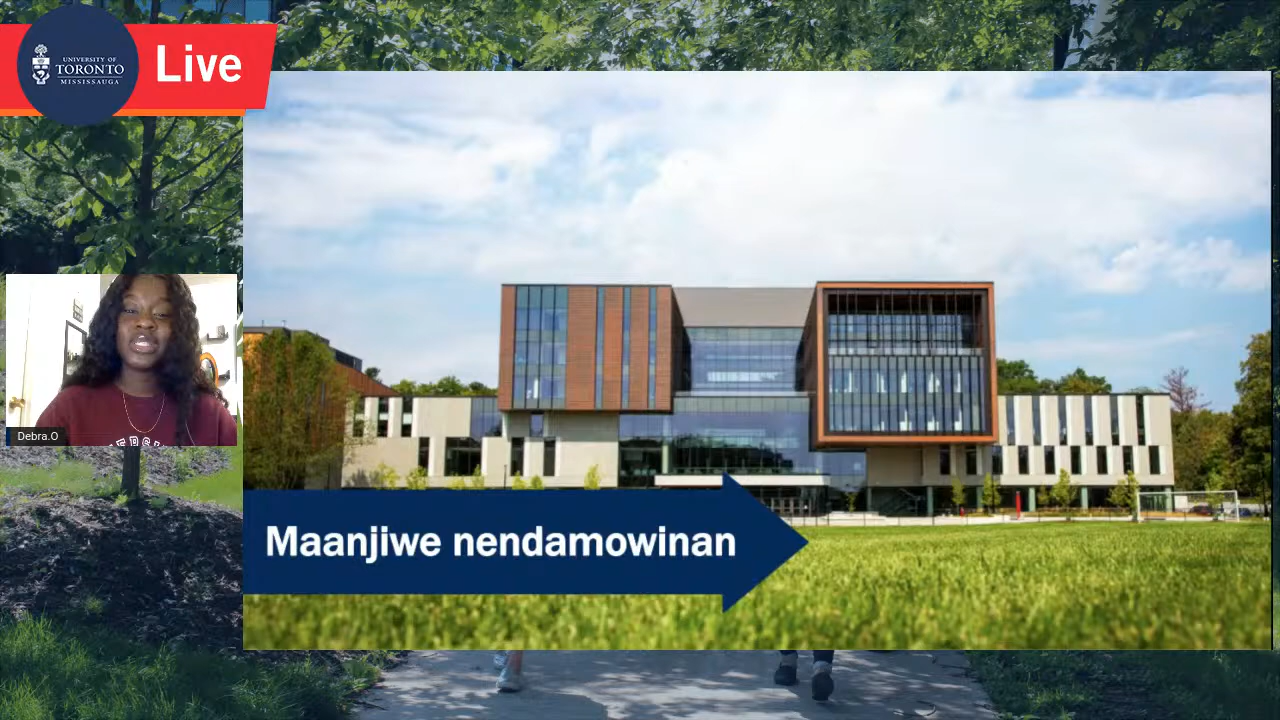 UNIVERSITY OF
TORONTO
MISSISSAUGA
Live
Debra.O
Maanjiwe nendamowinan